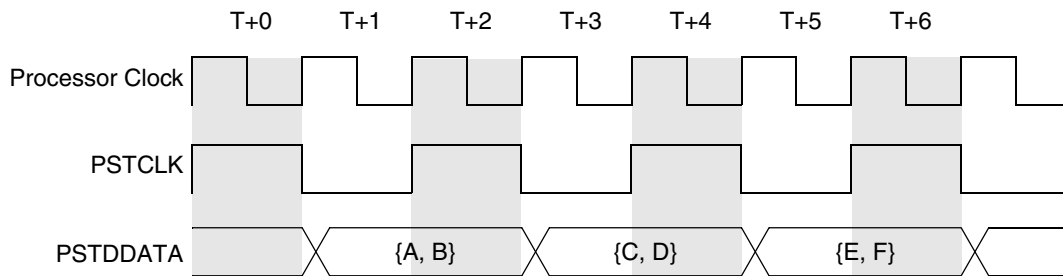 T+0 T+1 T+2 T+3 T+4 T+5 T+6
Processor Clock
PSTCLK
PSTDDATA {A, B} {C, D} {E, F}